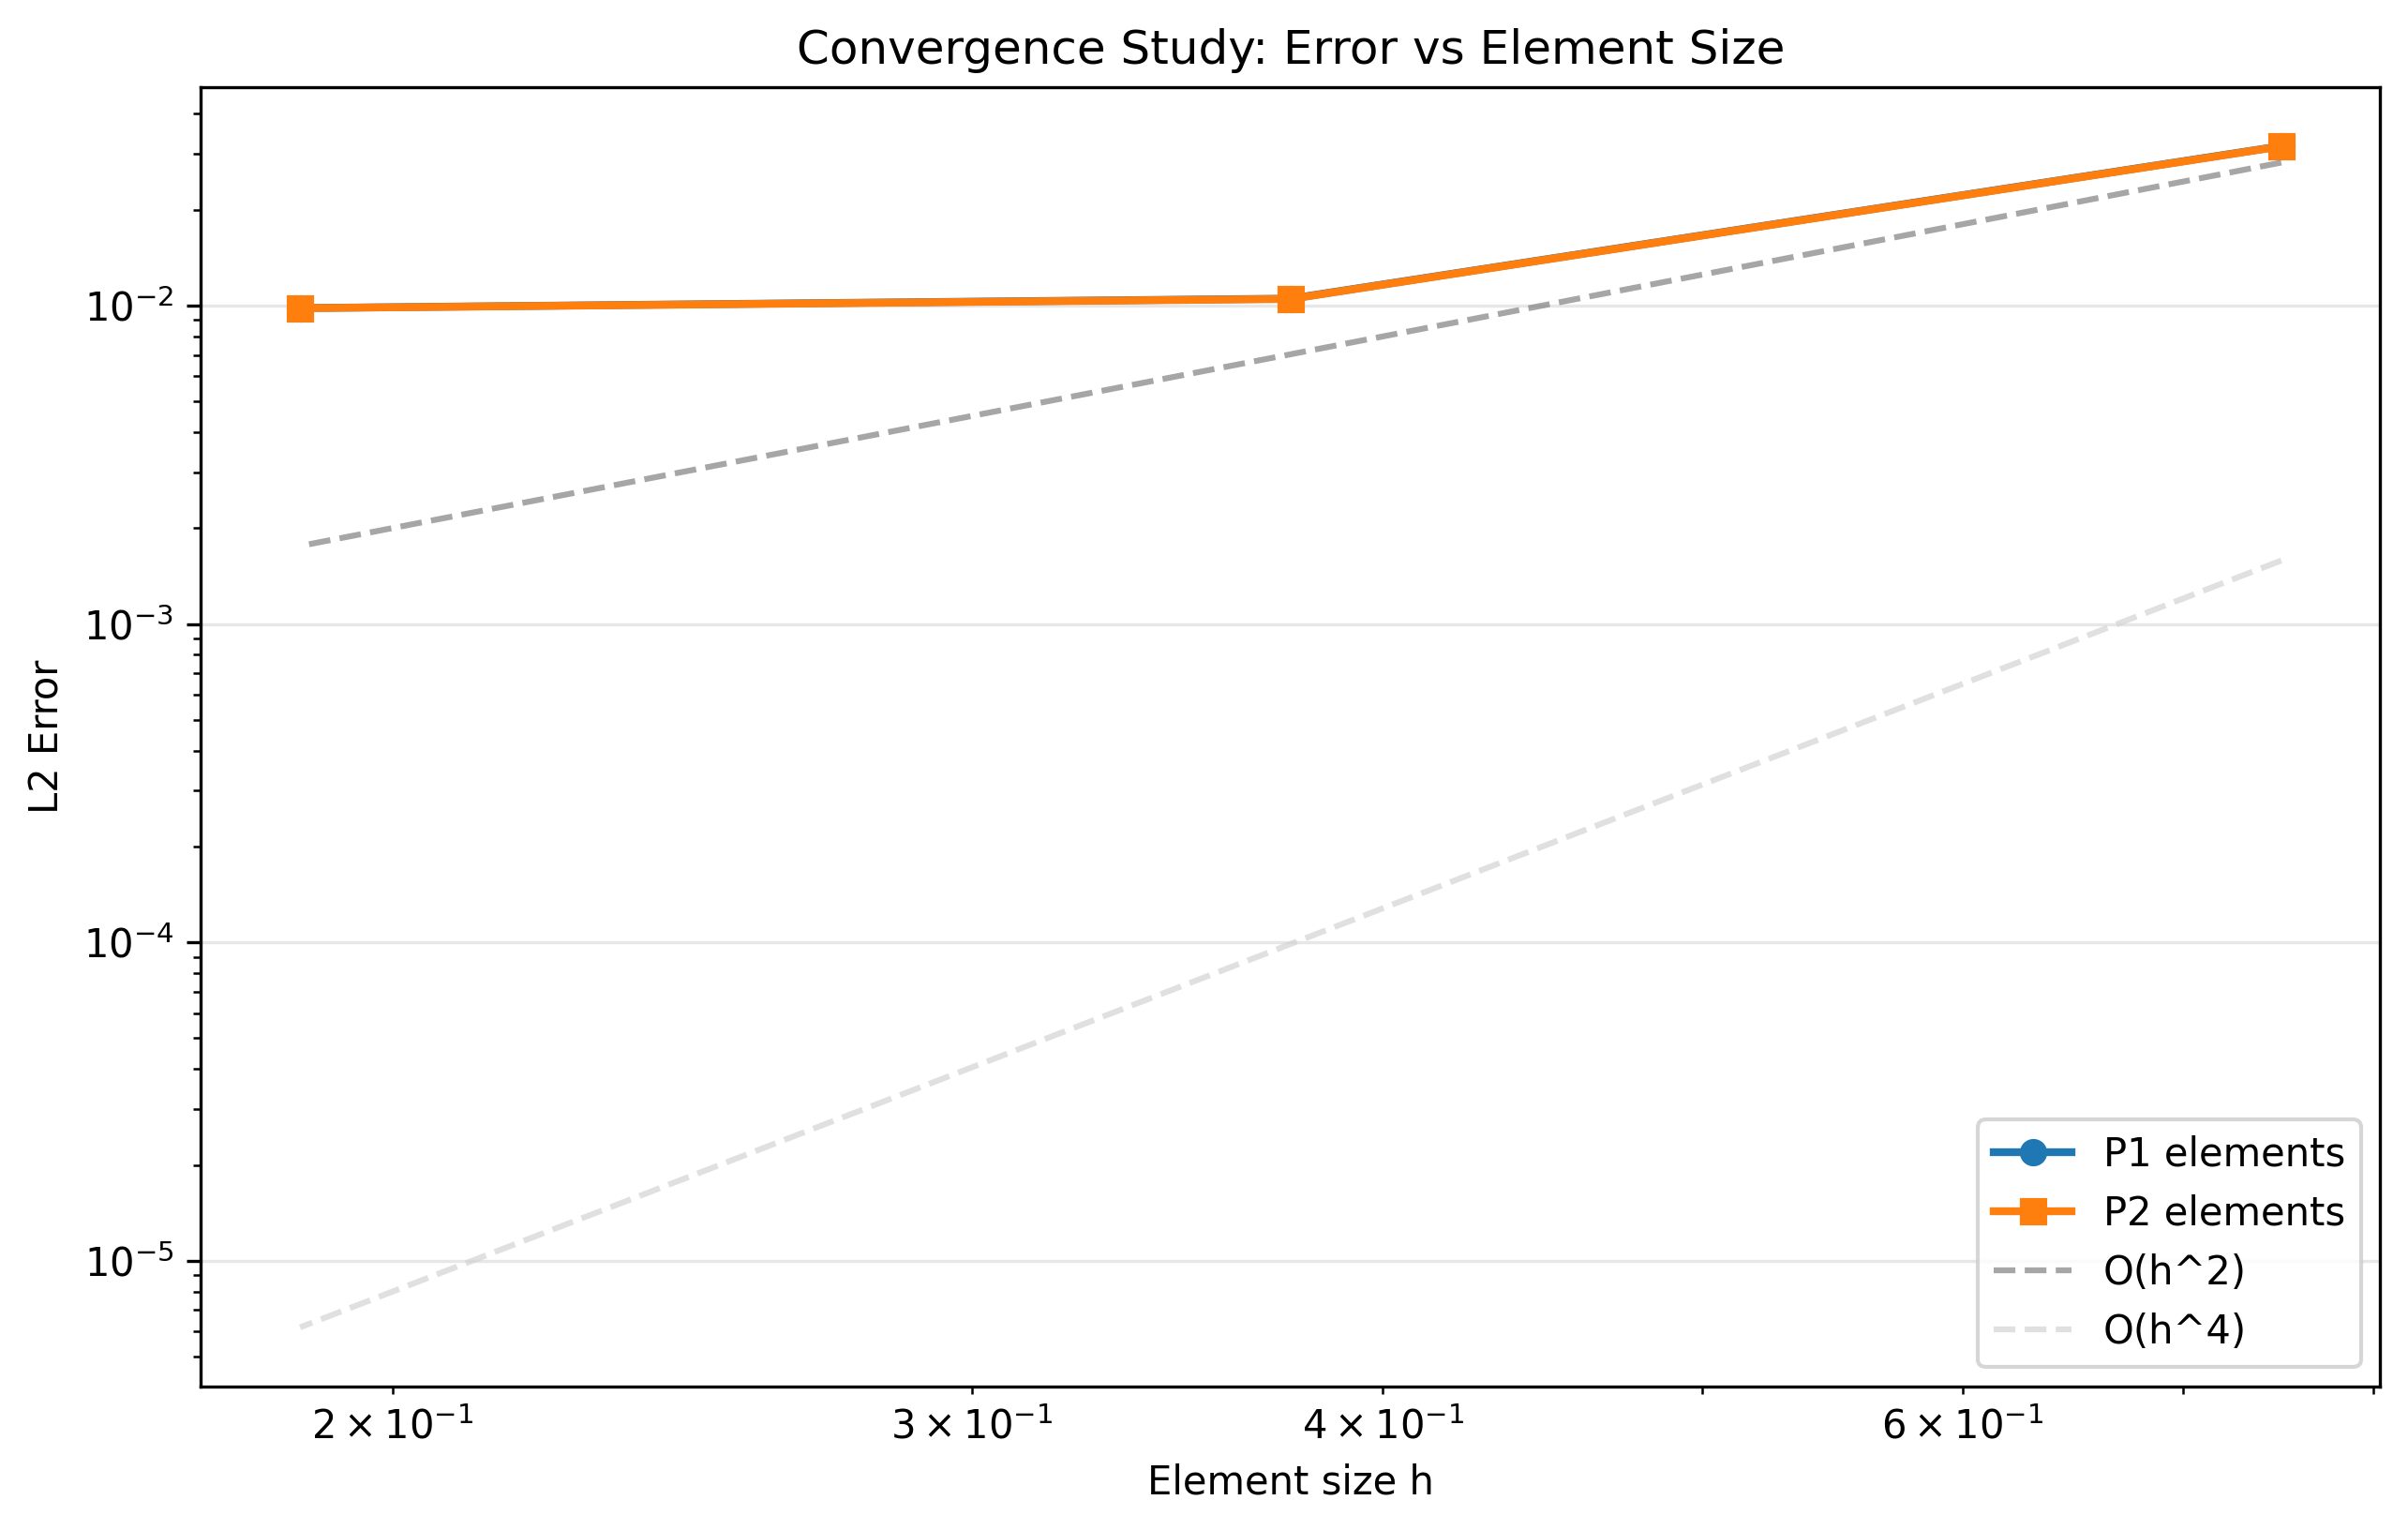 Convergence Study: Error vs Element Size
L2 Error
10⁻²
10⁻³
10⁻⁴
10⁻⁵
P1 elements
P2 elements
O(h^2)
O(h^4)
2 × 10⁻¹ 3 × 10⁻¹ 4 × 10⁻¹ 6 × 10⁻¹
Element size h